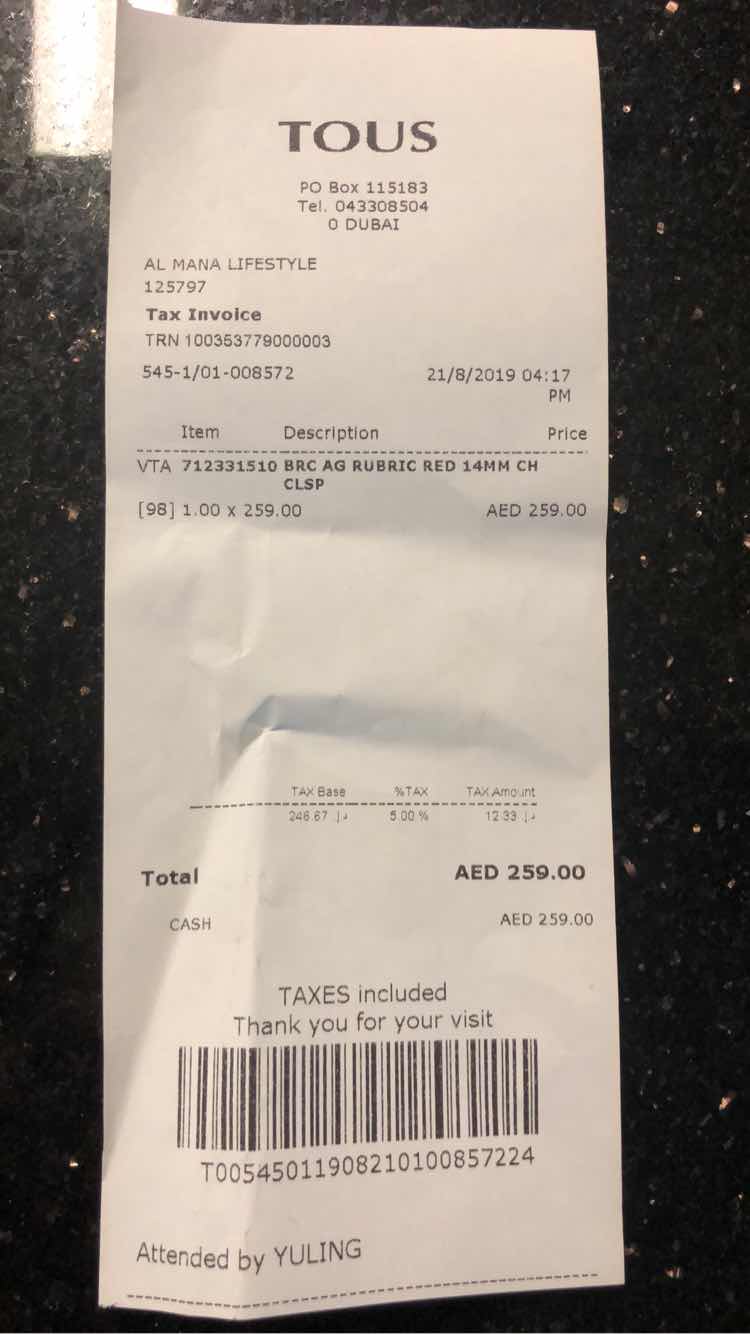 TOUS
PO Box 115183
Tel. 043308504
0 DUBAI
AL MANA LIFESTYLE
125797
Tax Invoice
TRN 100353779000003
545-1/01-008572 21/8/2019 04:17
PM
Item Description Price
VTA 712331510 BRC AG RUBRIC RED 14MM CH
CLSP
[98] 1.00 x 259.00 AED 259.00
TAX Base %TAX TAX Amount
246.67 د.إ 5.00 % 12.33 د.إ
Total AED 259.00
CASH AED 259.00
TAXES included
Thank you for your visit
T00545011908210100857224
Attended by YULING